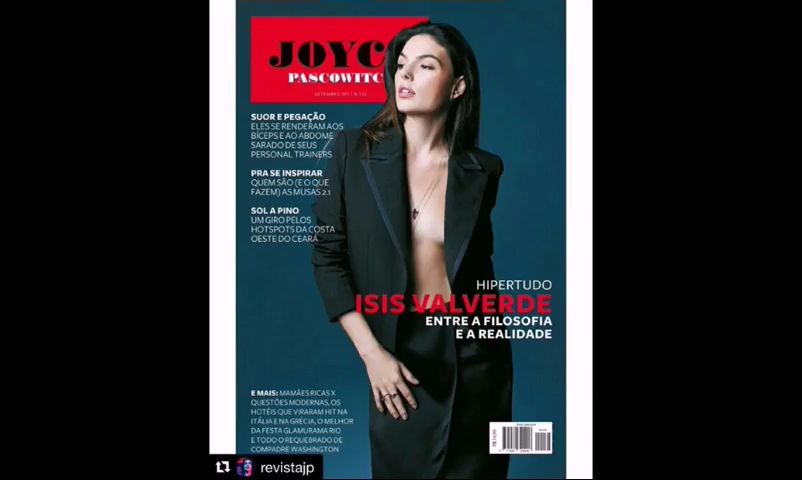 JOYC
PASCOWITC
SETEMBRO 2017 N.132
SUOR E PEGAÇÃO
ELES SE RENDERAM AOS
BÍCEPS E AO ABDOME
SARADO DE SEUS
PERSONAL TRAINERS
PRA SE INSPIRAR
QUEM SÃO (E O QUE
FAZEM) AS MUSAS 2.1
SOL A PINO
UM GIRO PELOS
HOTSPOTS DA COSTA
OESTE DO CEARÁ
HIPERTUDO
ISIS VALVERDE
ENTRE A FILOSOFIA
E A REALIDADE
E MAIS: MAMÃES RICAS X
QUESTÕES MODERNAS, OS
HOTÉIS QUE VIRARAM HIT NA
ITÁLIA E NA GRÉCIA, O MELHOR
DA FESTA GLAMURAMA RIO
E TODO O REQUEBRADO DE
COMPADRE WASHINGTON
revistajp